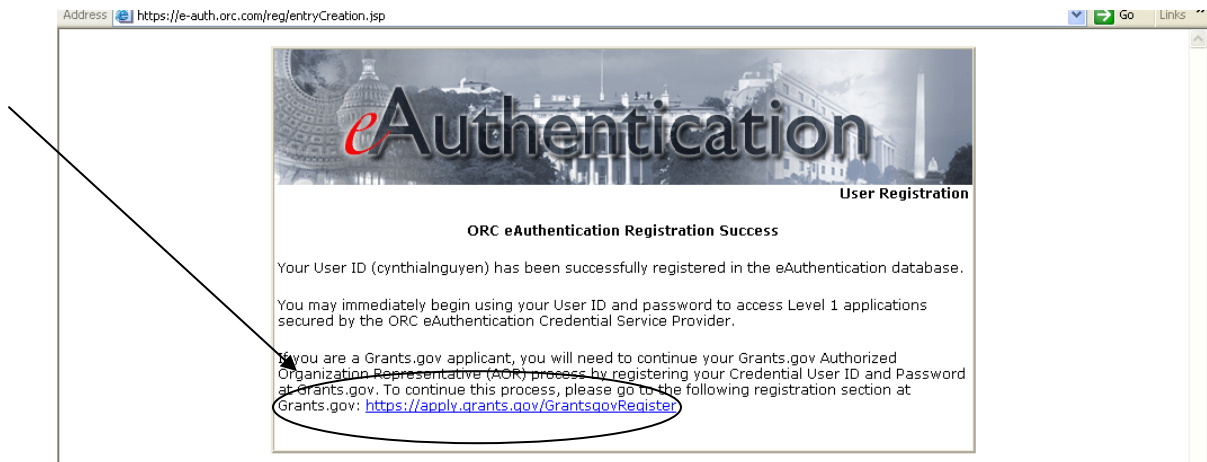 Address https://e-auth.orc.com/reg/entryCreation.jsp Go Links »
eAuthentication
User Registration
ORC eAuthentication Registration Success
Your User ID (cynthialnguyen) has been successfully registered in the eAuthentication database.
You may immediately begin using your User ID and password to access Level 1 applications
secured by the ORC eAuthentication Credential Service Provider.
If you are a Grants.gov applicant, you will need to continue your Grants.gov Authorized
Organization Representative (AOR) process by registering your Credential User ID and Password
at Grants.gov. To continue this process, please go to the following registration section at
Grants.gov: https://apply.grants.gov/GrantsgovRegister